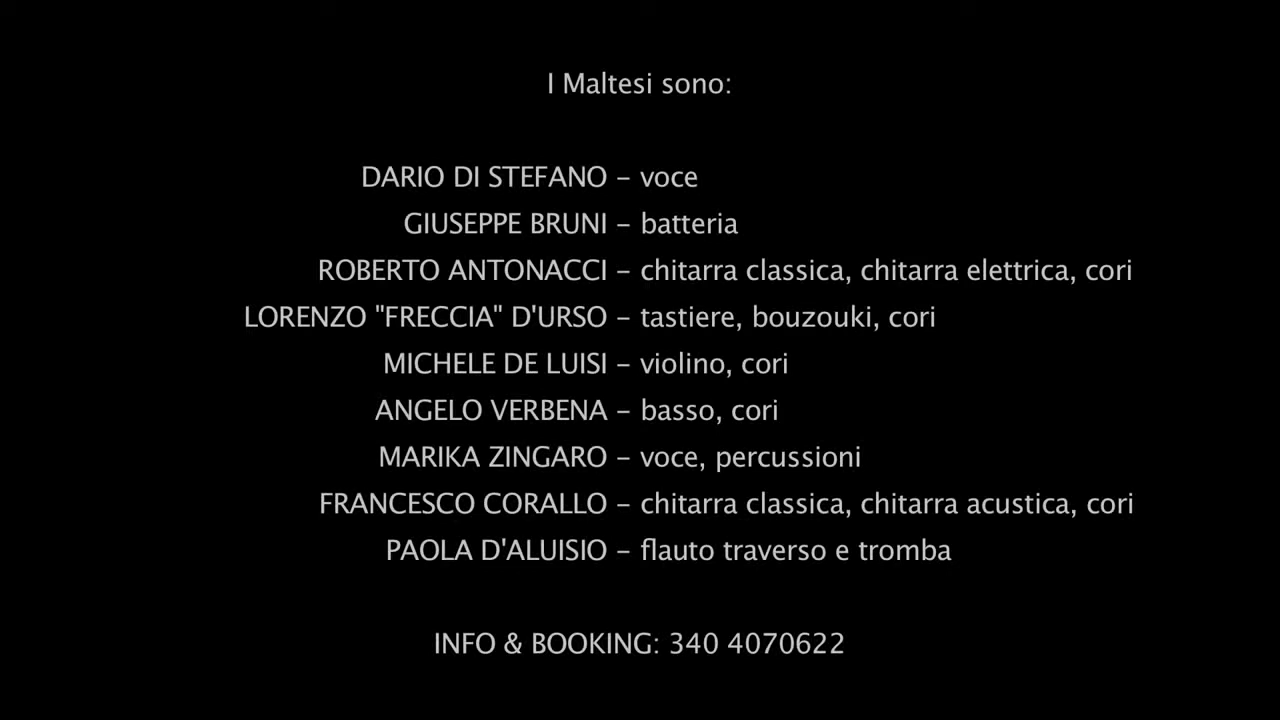 I Maltesi sono:
DARIO DI STEFANO – voce
GIUSEPPE BRUNI – batteria
ROBERTO ANTONACCI – chitarra classica, chitarra elettrica, cori
LORENZO "FRECCIA" D'URSO – tastiere, bouzouki, cori
MICHELE DE LUISI – violino, cori
ANGELO VERBENA – basso, cori
MARIKA ZINGARO – voce, percussioni
FRANCESCO CORALLO – chitarra classica, chitarra acustica, cori
PAOLA D'ALUISIO – flauto traverso e tromba
INFO & BOOKING: 340 4070622